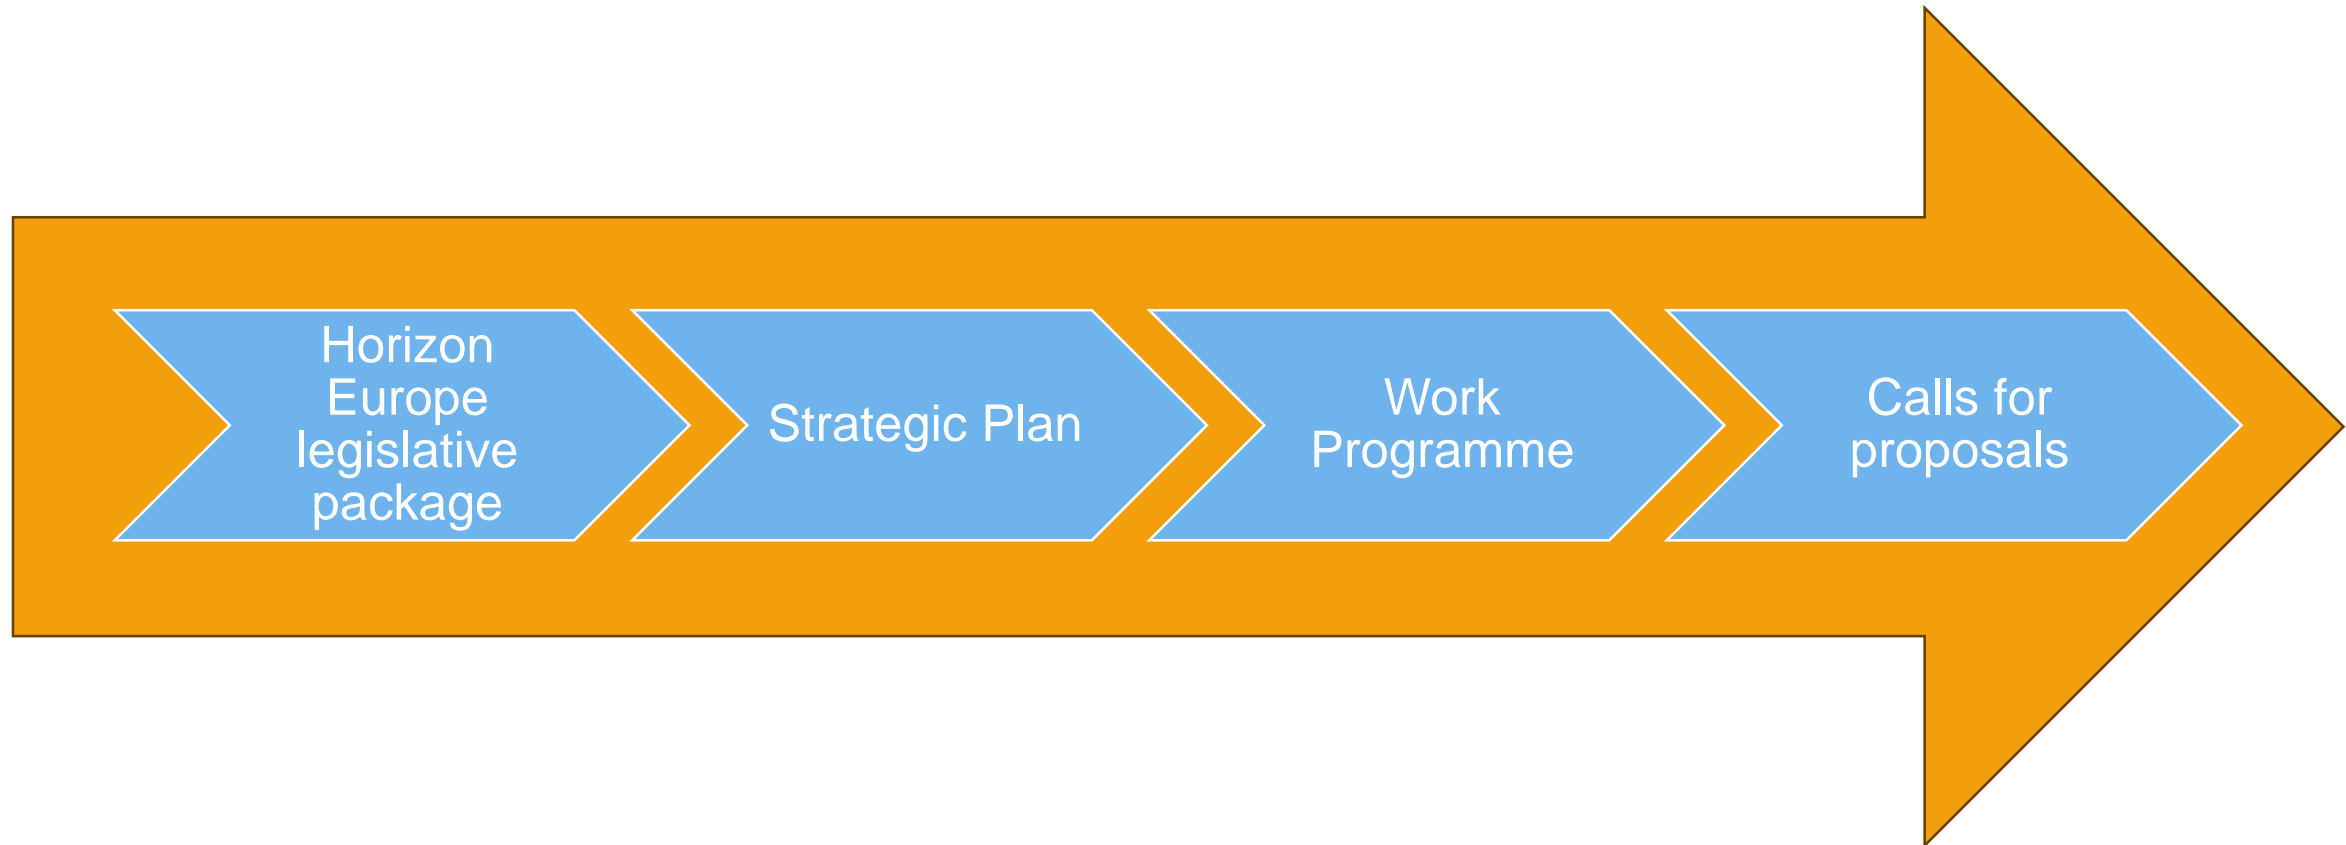 Horizon
Europe
legislative
package
Strategic Plan
Work
Programme
Calls for
proposals